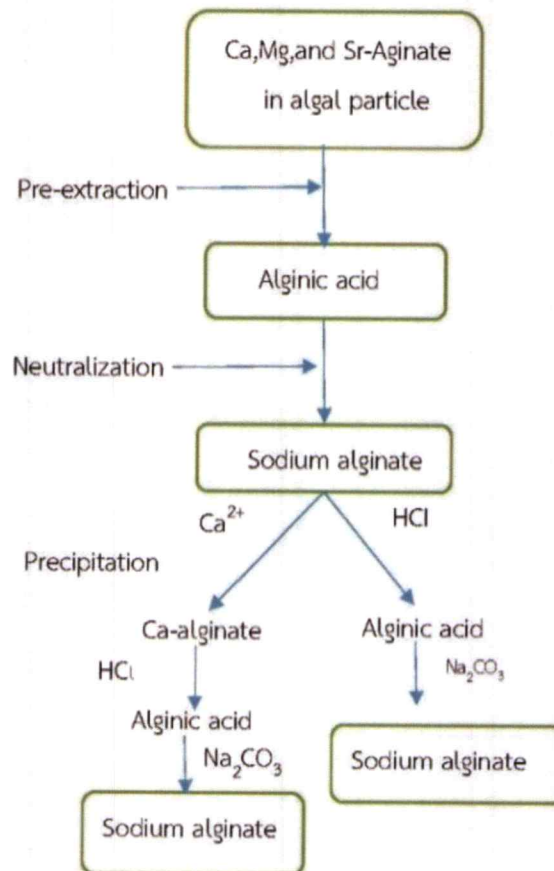 Ca,Mg,and Sr-Aginate
in algal particle
Pre-extraction
Alginic acid
Neutralization
Sodium alginate
Ca²⁺
HCl
Precipitation
Ca-alginate
Alginic acid
HCl
Na₂CO₃
Alginic acid
Na₂CO₃
Sodium alginate
Sodium alginate